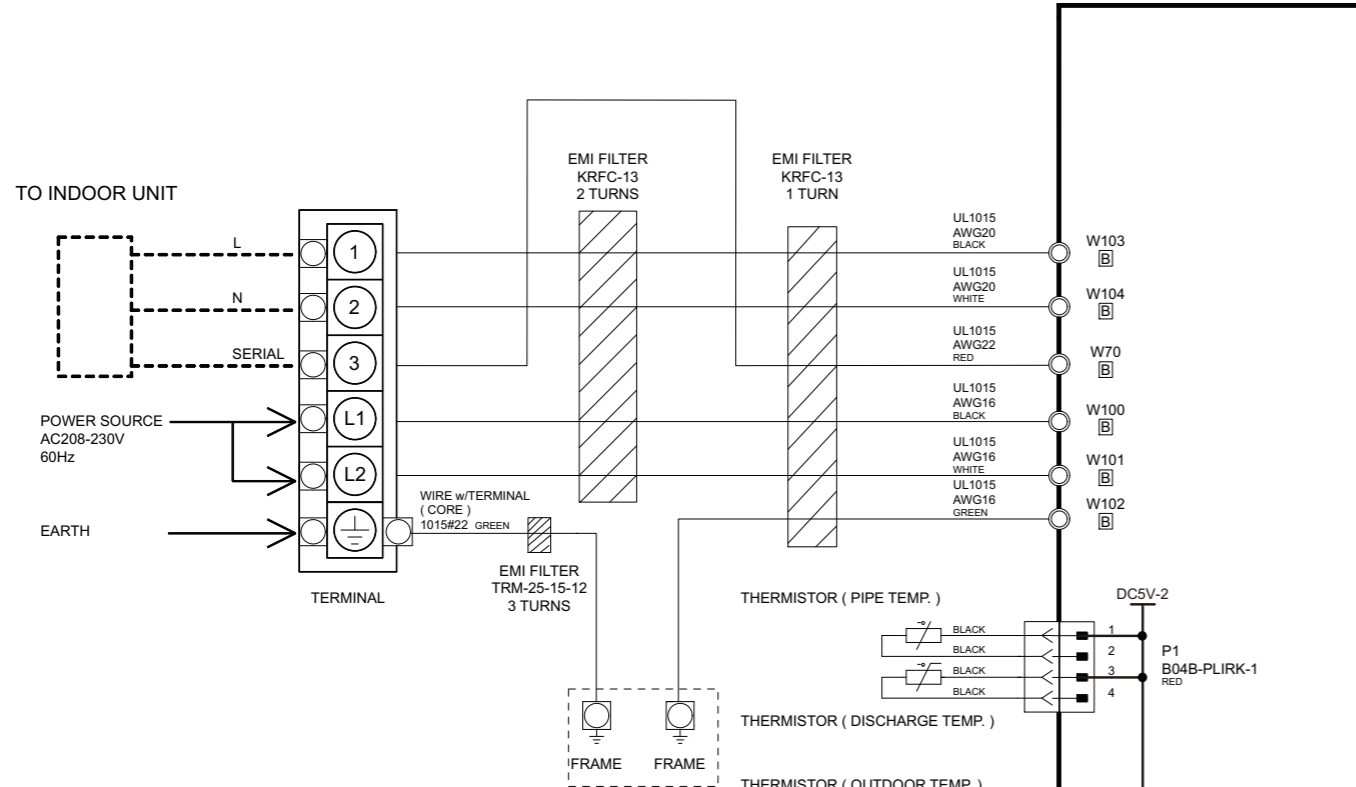 TO INDOOR UNIT
L
N
SERIAL
POWER SOURCE
AC208-230V
60Hz
EARTH
1
2
3
L1
L2
TERMINAL
WIRE w/TERMINAL
( CORE )
1015#22 GREEN
EMI FILTER
TRM-25-15-12
3 TURNS
EMI FILTER
KRFC-13
2 TURNS
EMI FILTER
KRFC-13
1 TURN
UL1015
AWG20
BLACK
W103
B
UL1015
AWG20
WHITE
W104
B
UL1015
AWG22
RED
W70
B
UL1015
AWG16
BLACK
W100
B
UL1015
AWG16
WHITE
W101
B
UL1015
AWG16
GREEN
W102
B
FRAME
FRAME
THERMISTOR ( PIPE TEMP. )
BLACK
BLACK
BLACK
BLACK
THERMISTOR ( DISCHARGE TEMP. )
THERMISTOR ( OUTDOOR TEMP.)
DC5V-2
1
2
3
4
P1
B04B-PLIRK-1
RED